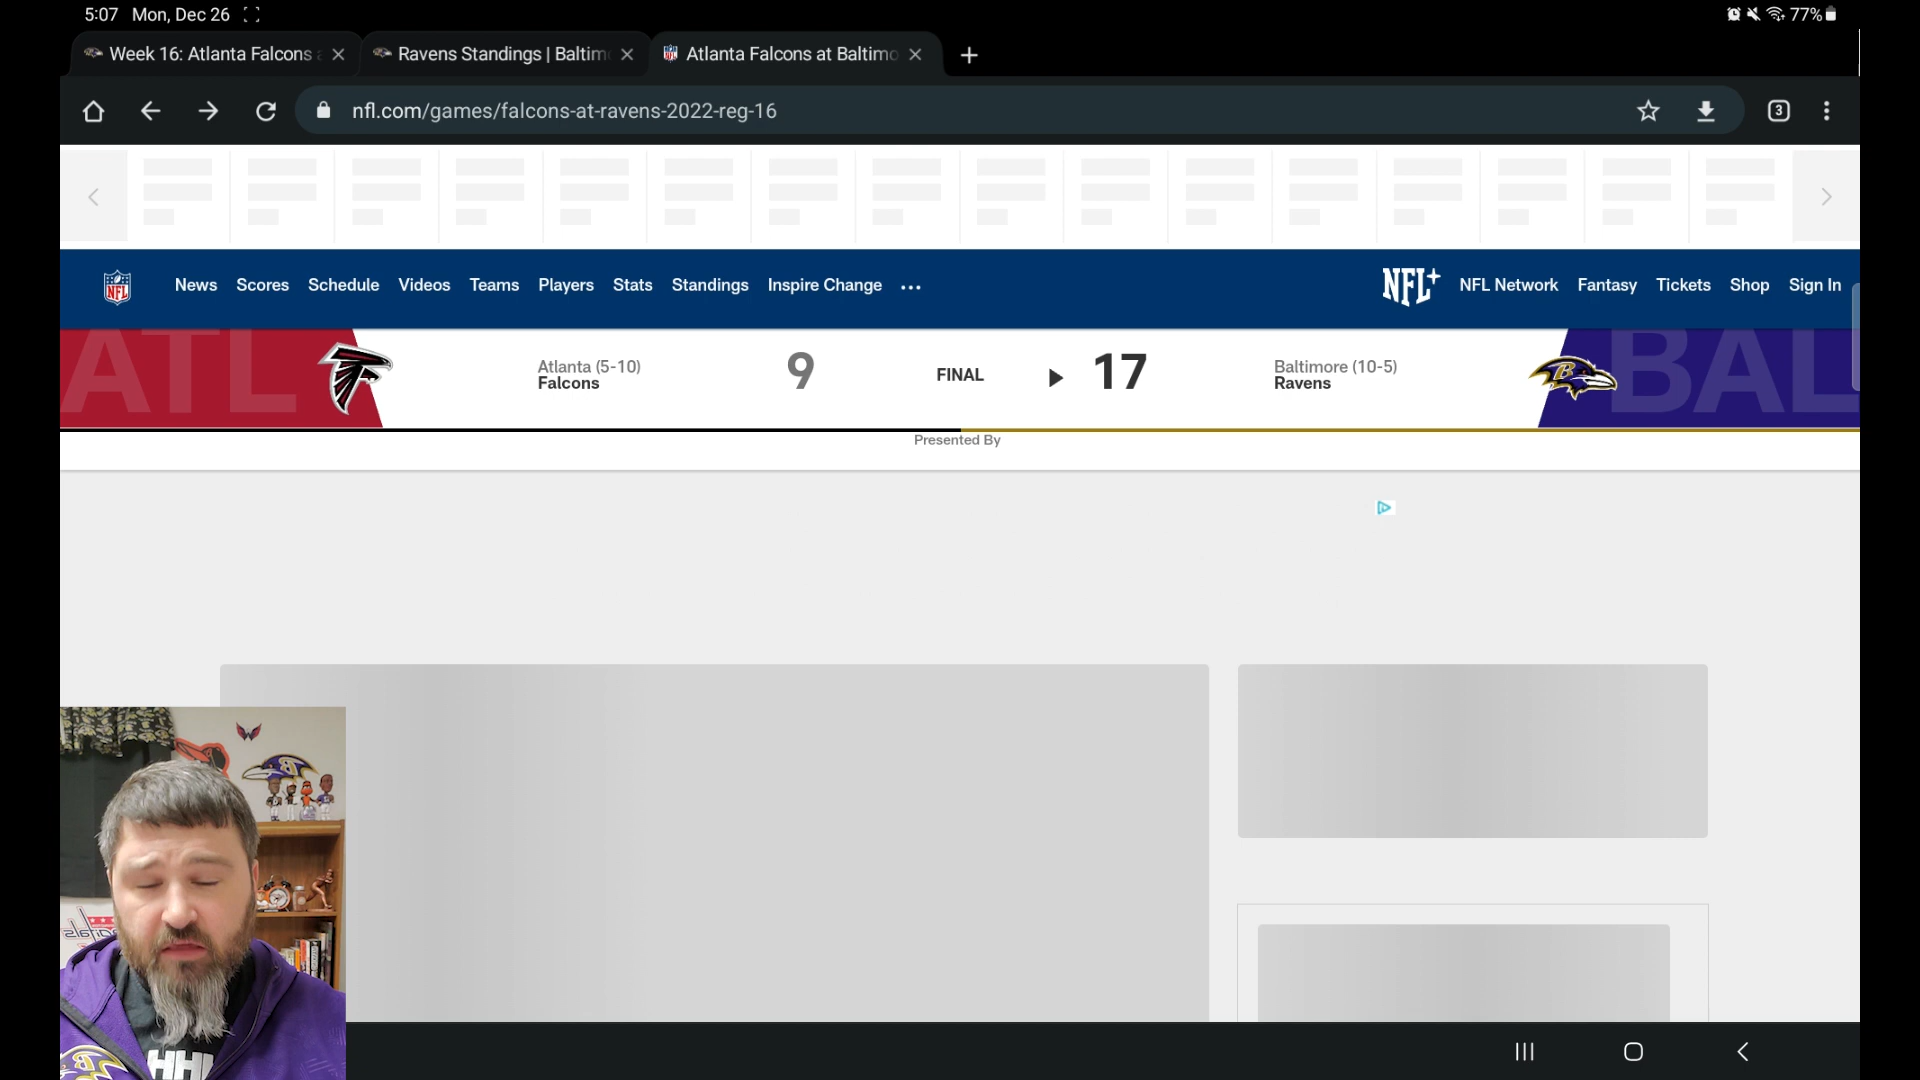 5:07 Mon, Dec 26
77%
Week 16: Atlanta Falcons
Ravens Standings | Baltim
Atlanta Falcons at Baltimo
nfl.com/games/falcons-at-ravens-2022-reg-16
3
NFL News Scores Schedule Videos Teams Players Stats Standings Inspire Change ...
NFL+ NFL Network Fantasy Tickets Shop Sign In
ATL
Atlanta (5-10)
Falcons
9
FINAL
17
Baltimore (10-5)
Ravens
B
BAL
Presented By